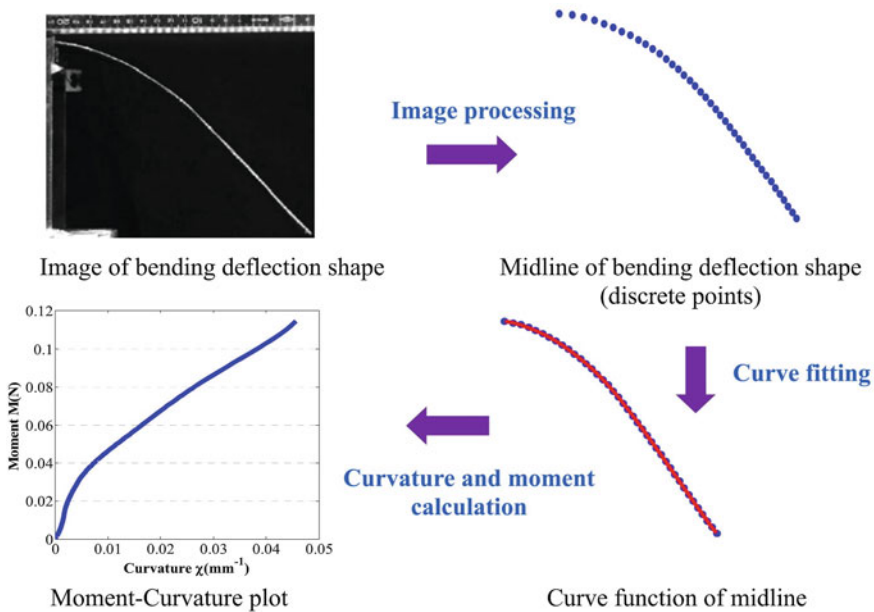 Image processing
Image of bending deflection shape
Midline of bending deflection shape
(discrete points)
Curve fitting
Curvature and moment
calculation
0.12
0.1
0.08
0.06
0.04
0.02
0
Moment M(N)
0 0.01 0.02 0.03 0.04 0.05
Curvature χ(mm⁻¹)
Moment-Curvature plot
Curve function of midline